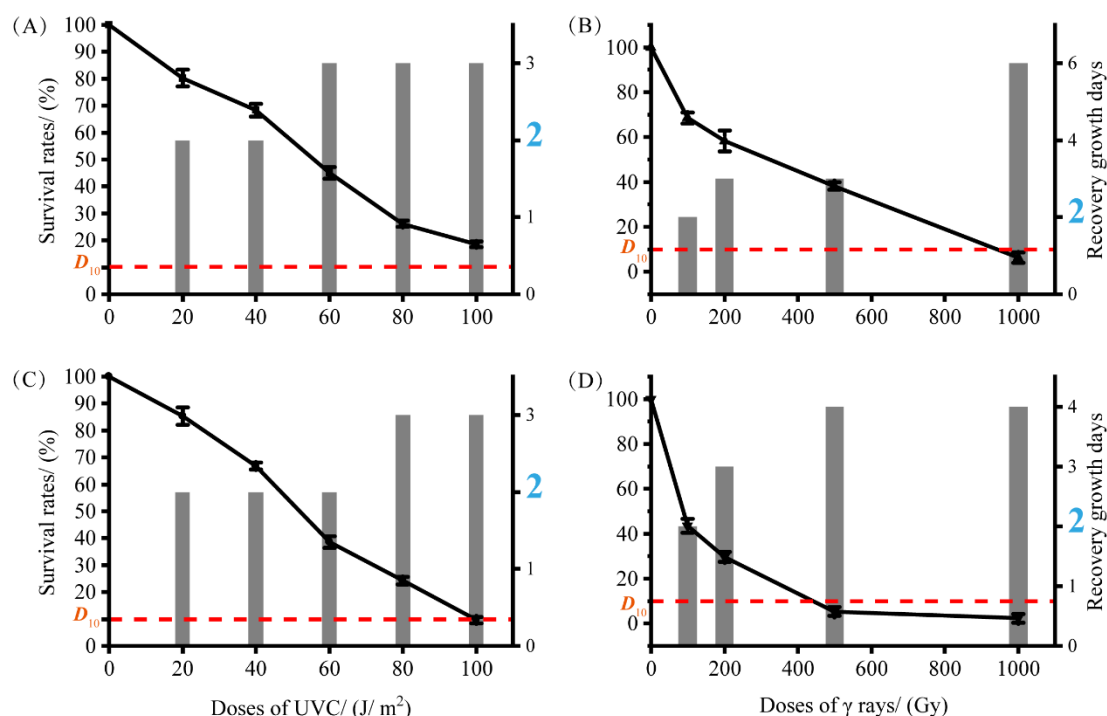 (A)
Survival rates/ (%)
100
90
80
70
60
50
40
30
20
D10
0
0 20 40 60 80 100
3
2
1
0
(B)
100
80
60
40
20
D10
0
0 200 400 600 800 1000
6
4
2
0
Recovery growth days
(C)
Survival rates/ (%)
100
90
80
70
60
50
40
30
20
D10
0
0 20 40 60 80 100
Doses of UVC/ (J/ m²)
3
2
1
0
(D)
100
80
60
40
20
D10
0
0 200 400 600 800 1000
Doses of γ rays/ (Gy)
4
3
2
1
0
Recovery growth days